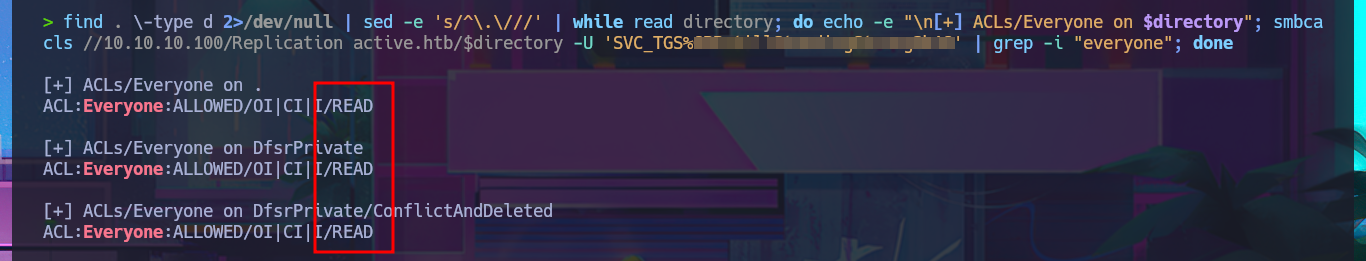 > find . \-type d 2>/dev/null | sed -e 's/^\.\///' | while read directory; do echo -e "\n[+] ACLs/Everyone on $directory"; smbca
cls //10.10.10.100/Replication active.htb/$directory -U 'SVC_TGS%' | grep -i "everyone"; done
[+] ACLs/Everyone on .
ACL:Everyone:ALLOWED/OI|CI|I/READ
[+] ACLs/Everyone on DfsrPrivate
ACL:Everyone:ALLOWED/OI|CI|I/READ
[+] ACLs/Everyone on DfsrPrivate/ConflictAndDeleted
ACL:Everyone:ALLOWED/OI|CI|I/READ